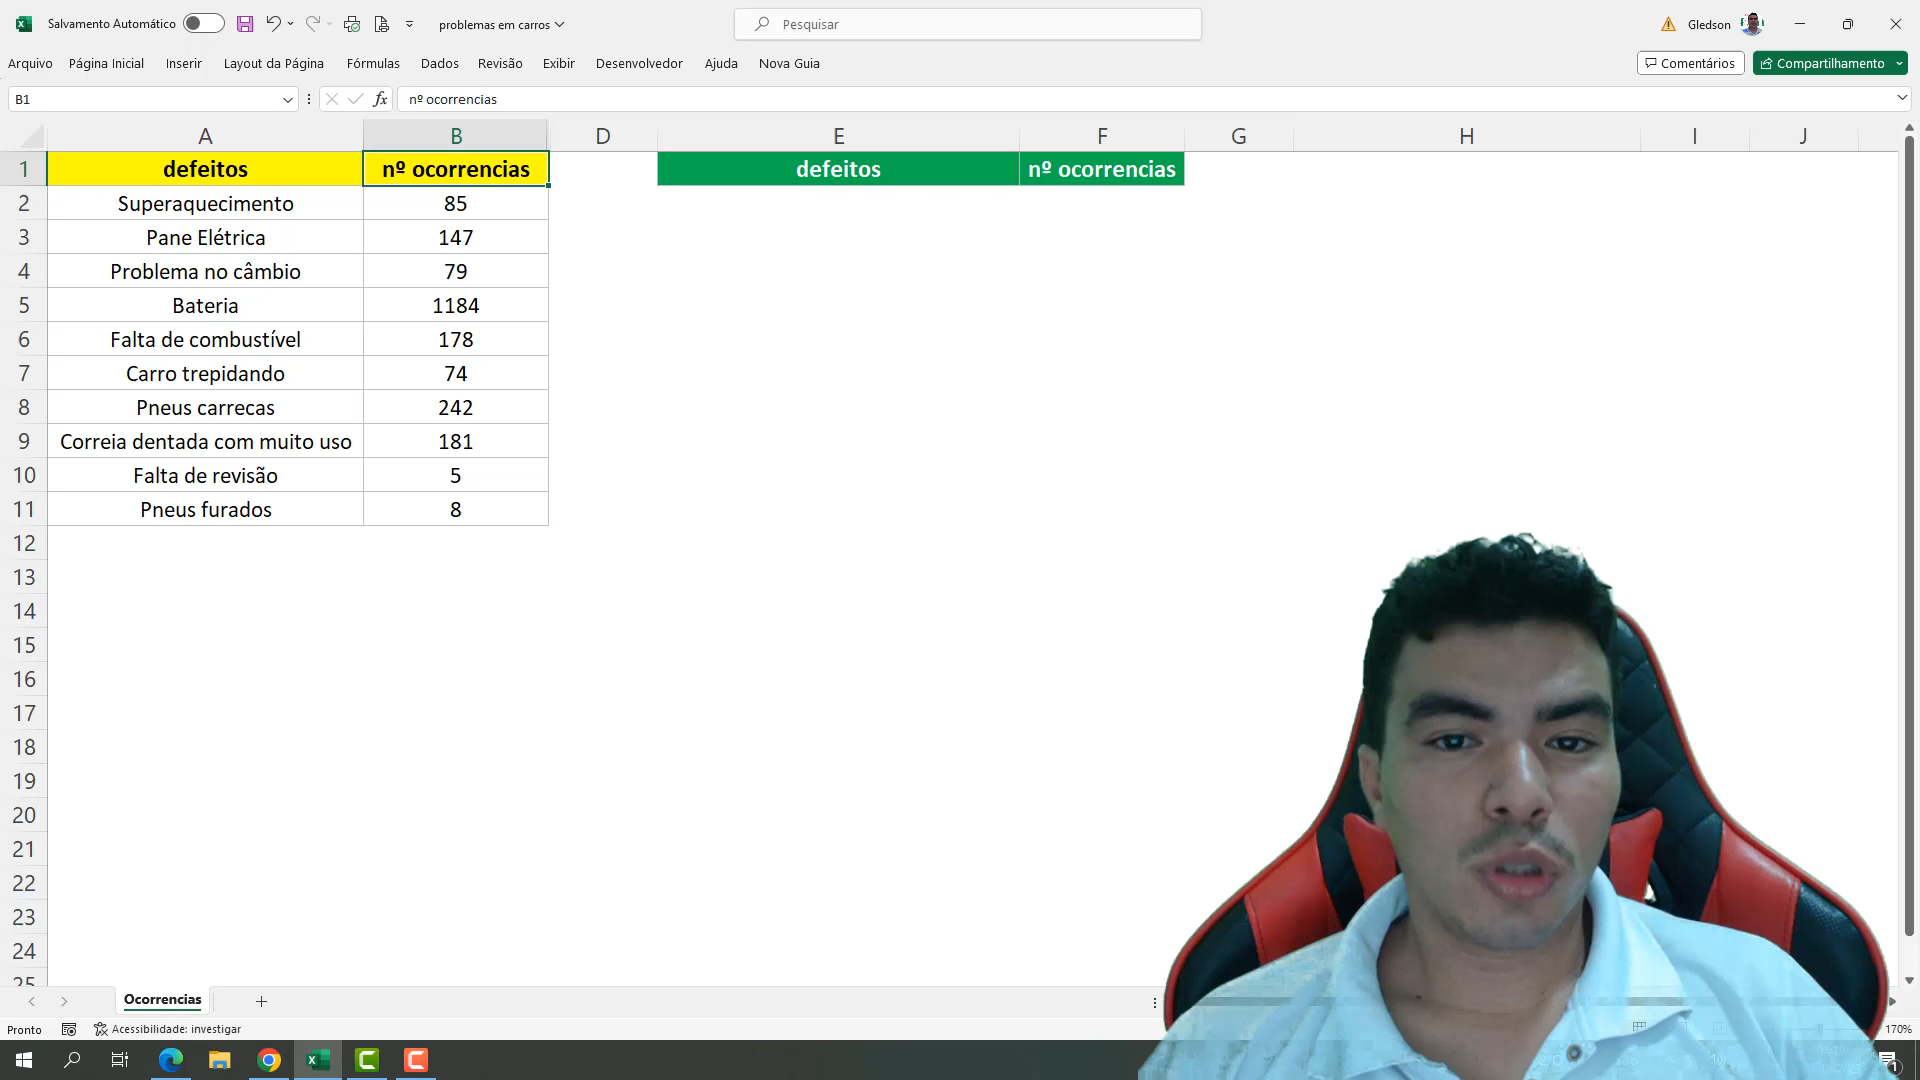 Salvamento Automático
problemas em carros
Pesquisar
Gledson
Arquivo Página Inicial Inserir Layout da Página Fórmulas Dados Revisão Exibir Desenvolvedor Ajuda Nova Guia
Comentários Compartilhamento
B1 fx nº ocorrencias
A B D E F G H I J
1 defeitos nº ocorrencias defeitos nº ocorrencias
2 Superaquecimento 85
3 Pane Elétrica 147
4 Problema no câmbio 79
5 Bateria 1184
6 Falta de combustível 178
7 Carro trepidando 74
8 Pneus carrecas 242
9 Correia dentada com muito uso 181
10 Falta de revisão 5
11 Pneus furados 8
12
13
14
15
16
17
18
19
20
21
22
23
24
25
Ocorrencias
Pronto Acessibilidade: investigar 170%
1